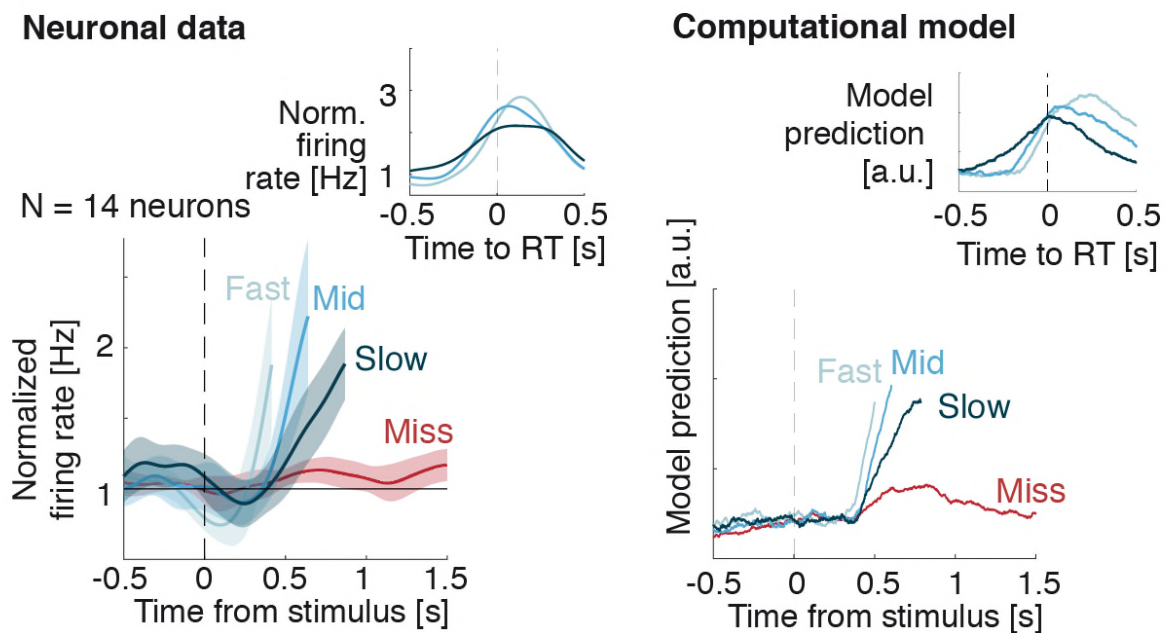 Neuronal data
3
Norm.
firing
rate [Hz]
1
-0.5 0 0.5
Time to RT [s]
N = 14 neurons
Fast
Mid
Slow
Miss
2
1
Normalized
firing rate [Hz]
-0.5 0 0.5 1 1.5
Time from stimulus [s]
Computational model
Model
prediction
[a.u.]
-0.5 0 0.5
Time to RT [s]
Model prediction [a.u.]
Fast
Mid
Slow
Miss
-0.5 0 0.5 1 1.5
Time from stimulus [s]